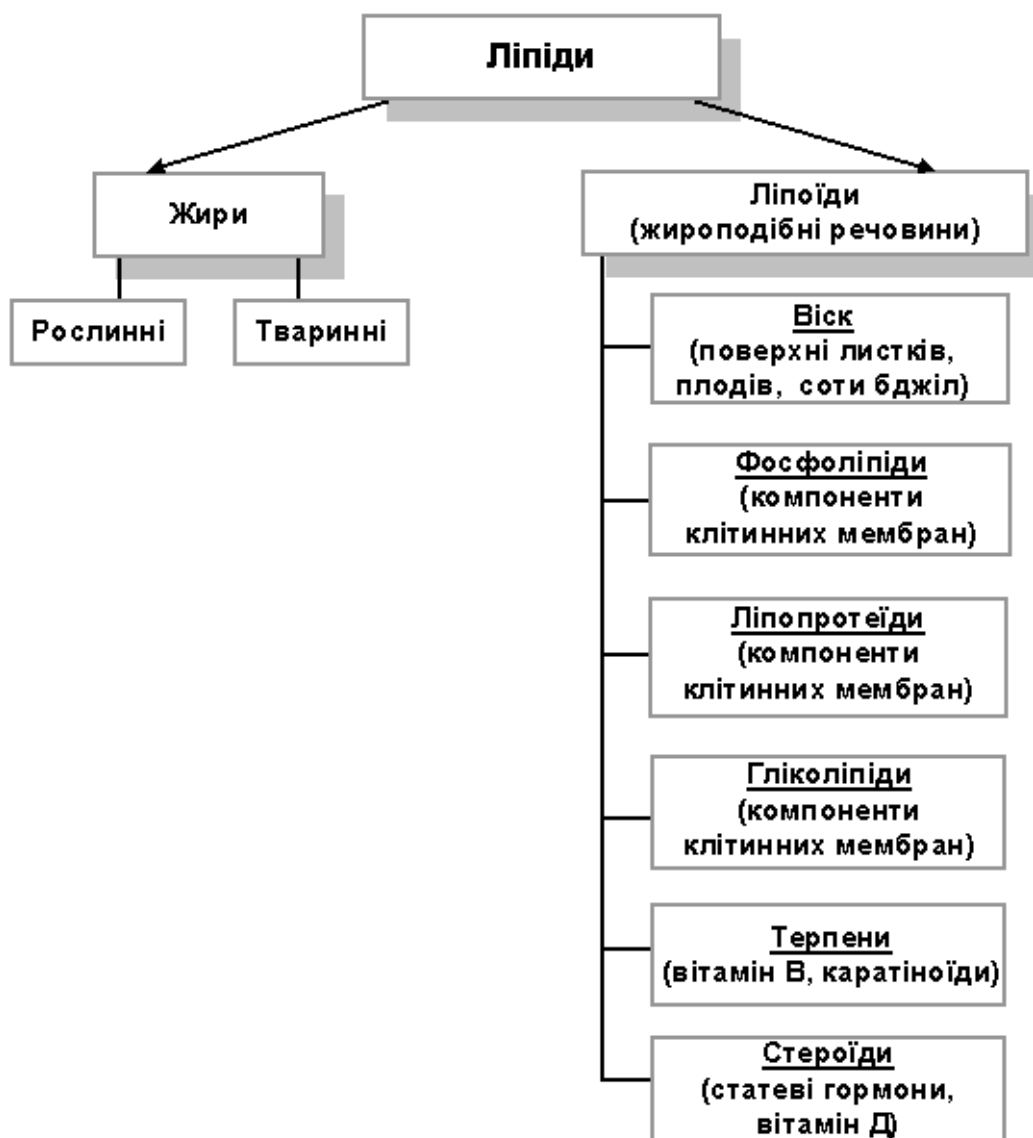 Ліпіди
Жири
Рослинні
Тваринні
Ліпоїди
(жироподібні речовини)
Віск
(поверхні листків,
плодів, соти бджіл)
Фосфоліпіди
(компоненти
клітинних мембран)
Ліпопротеїди
(компоненти
клітинних мембран)
Гліколіпіди
(компоненти
клітинних мембран)
Терпени
(вітамін В, каратіноїди)
Стероїди
(статеві гормони,
вітамін Д)